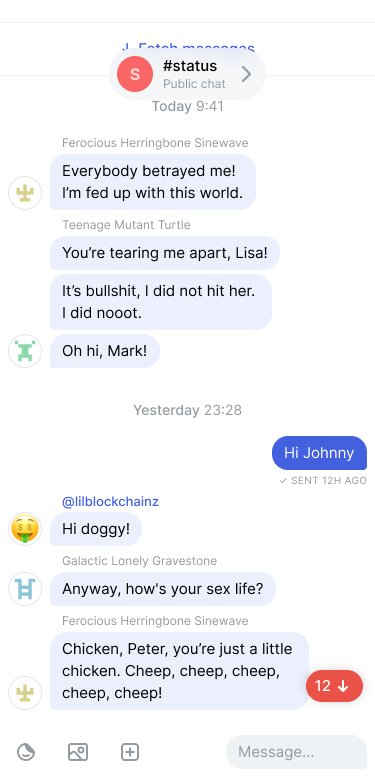 Fetch messages
S
#status
Public chat
Today 9:41
Ferocious Herringbone Sinewave
Everybody betrayed me!
I’m fed up with this world.
Teenage Mutant Turtle
You’re tearing me apart, Lisa!
It’s bullshit, I did not hit her.
I did nooot.
Oh hi, Mark!
Yesterday 23:28
Hi Johnny
✓ SENT 12H AGO
@lilblockchainz
Hi doggy!
Galactic Lonely Gravestone
Anyway, how's your sex life?
Ferocious Herringbone Sinewave
Chicken, Peter, you’re just a little
chicken. Cheep, cheep, cheep,
cheep, cheep!
12
Message...